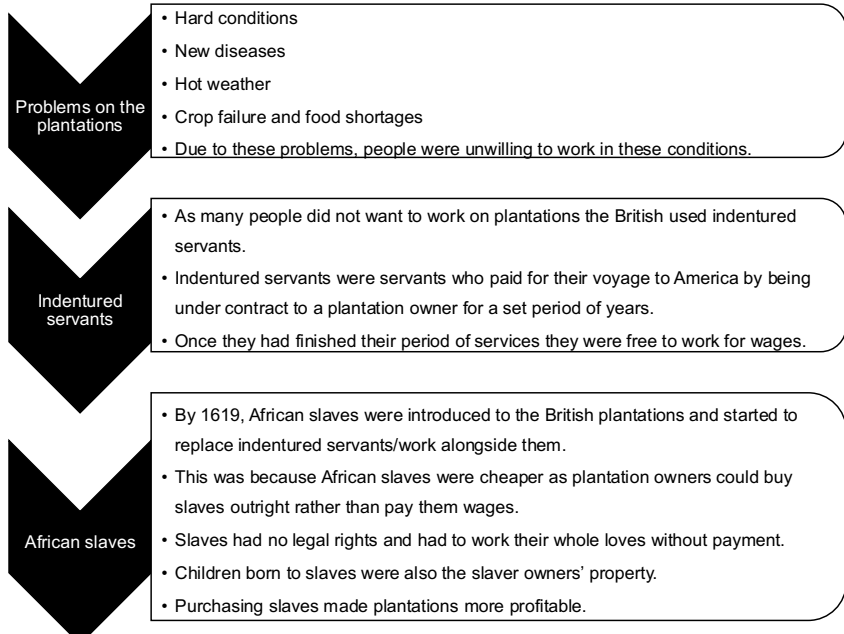 Problems on the
plantations
• Hard conditions
• New diseases
• Hot weather
• Crop failure and food shortages
• Due to these problems, people were unwilling to work in these conditions.
Indentured
servants
• As many people did not want to work on plantations the British used indentured
servants.
• Indentured servants were servants who paid for their voyage to America by being
under contract to a plantation owner for a set period of years.
• Once they had finished their period of services they were free to work for wages.
African slaves
• By 1619, African slaves were introduced to the British plantations and started to
replace indentured servants/work alongside them.
• This was because African slaves were cheaper as plantation owners could buy
slaves outright rather than pay them wages.
• Slaves had no legal rights and had to work their whole loves without payment.
• Children born to slaves were also the slaver owners’ property.
• Purchasing slaves made plantations more profitable.